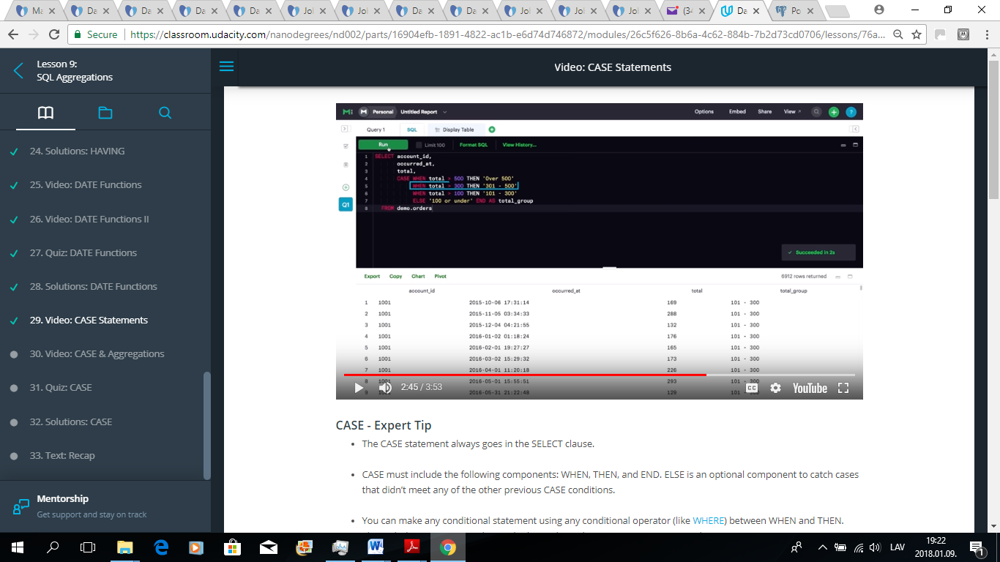 Ma
Da
Da
Da
Da
Jol
Jol
Da
Da
Jol
Jol
Jol
(34
Da
Po
Secure
https://classroom.udacity.com/nanodegrees/nd002/parts/16904efb-1891-4822-ac1b-e6d74d746872/modules/26c5f626-8b6a-4c62-884b-7b2d73cd0706/lessons/76a...
Lesson 9:
SQL Aggregations
24. Solutions: HAVING
25. Video: DATE Functions
26. Video: DATE Functions II
27. Quiz: DATE Functions
28. Solutions: DATE Functions
29. Video: CASE Statements
30. Video: CASE & Aggregations
31. Quiz: CASE
32. Solutions: CASE
33. Text: Recap
Mentorship
Get support and stay on track
Video: CASE Statements
Personal Untitled Report
Options Embed Share View
Query 1 SQL Display Table
Run Limit 100 Format SQL View History...
1 SELECT account_id,
2 occurred_at,
3 total,
4 CASE WHEN total > 500 THEN 'Over 500'
5 WHEN total > 300 THEN '301 - 500'
6 WHEN total > 100 THEN '101 - 300'
7 ELSE '100 or under' END AS total_group
8 FROM demo.orders
Q1
Succeeded in 2s
Export Copy Chart Pivot 6912 rows returned
account_id occurred_at total total_group
1 1001 2015-10-06 17:31:14 169 101 - 300
2 1001 2015-11-05 03:34:33 288 101 - 300
3 1001 2015-12-04 04:21:55 132 101 - 300
4 1001 2016-01-02 01:18:24 176 101 - 300
5 1001 2016-02-01 19:27:27 165 101 - 300
6 1001 2016-03-02 15:29:32 173 101 - 300
7 1001 2016-04-01 11:20:18 226 101 - 300
8 1001 2016-05-01 15:55:51 293 101 - 300
9 1001 2016-05-31 21:22:48 129 101 - 300
2:45 / 3:53
CC
YouTube
CASE - Expert Tip
• The CASE statement always goes in the SELECT clause.
• CASE must include the following components: WHEN, THEN, and END. ELSE is an optional component to catch cases
that didn't meet any of the other previous CASE conditions.
• You can make any conditional statement using any conditional operator (like WHERE) between WHEN and THEN.
LAV
19:22
2018.01.09.
1